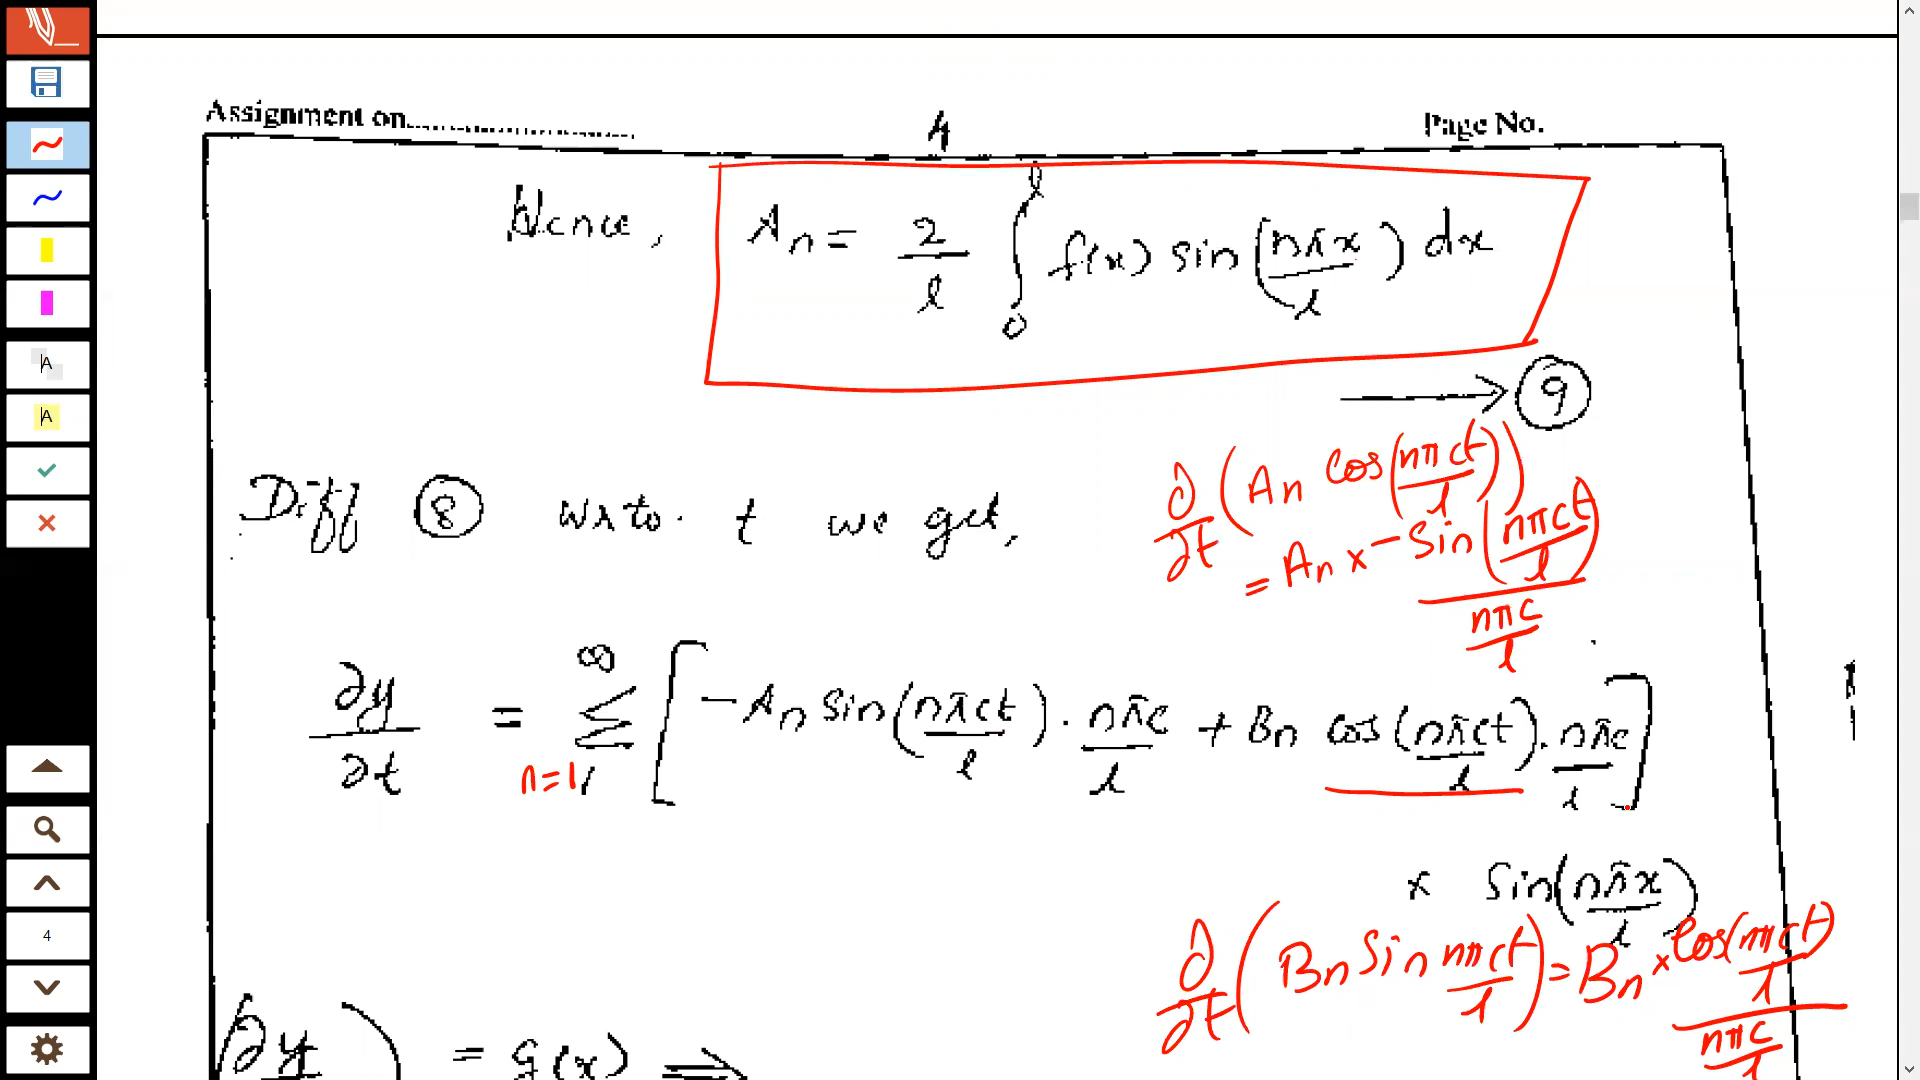 Assignment on....................... 4 Page No.
Hence, Aₙ = 2/l ∫₀ˡ f(x) sin(nπx/l) dx
→ 9
Diff 8 w.r.to. t we get,
∂/∂t (An cos(nπct/l))
= An x -sin(nπct/l) / (nπc/l)
∂y/∂t = ∞ Σ n=1 [ -An sin(nπct/l) . nπc/l + Bn cos(nπct/l) . nπc/l ]
x sin(nπx/l)
∂/∂t (Bn sin nπct/l) = Bn x cos(nπct/l) / (nπc/l)
(∂y = g(x) ⇒
A
A
4